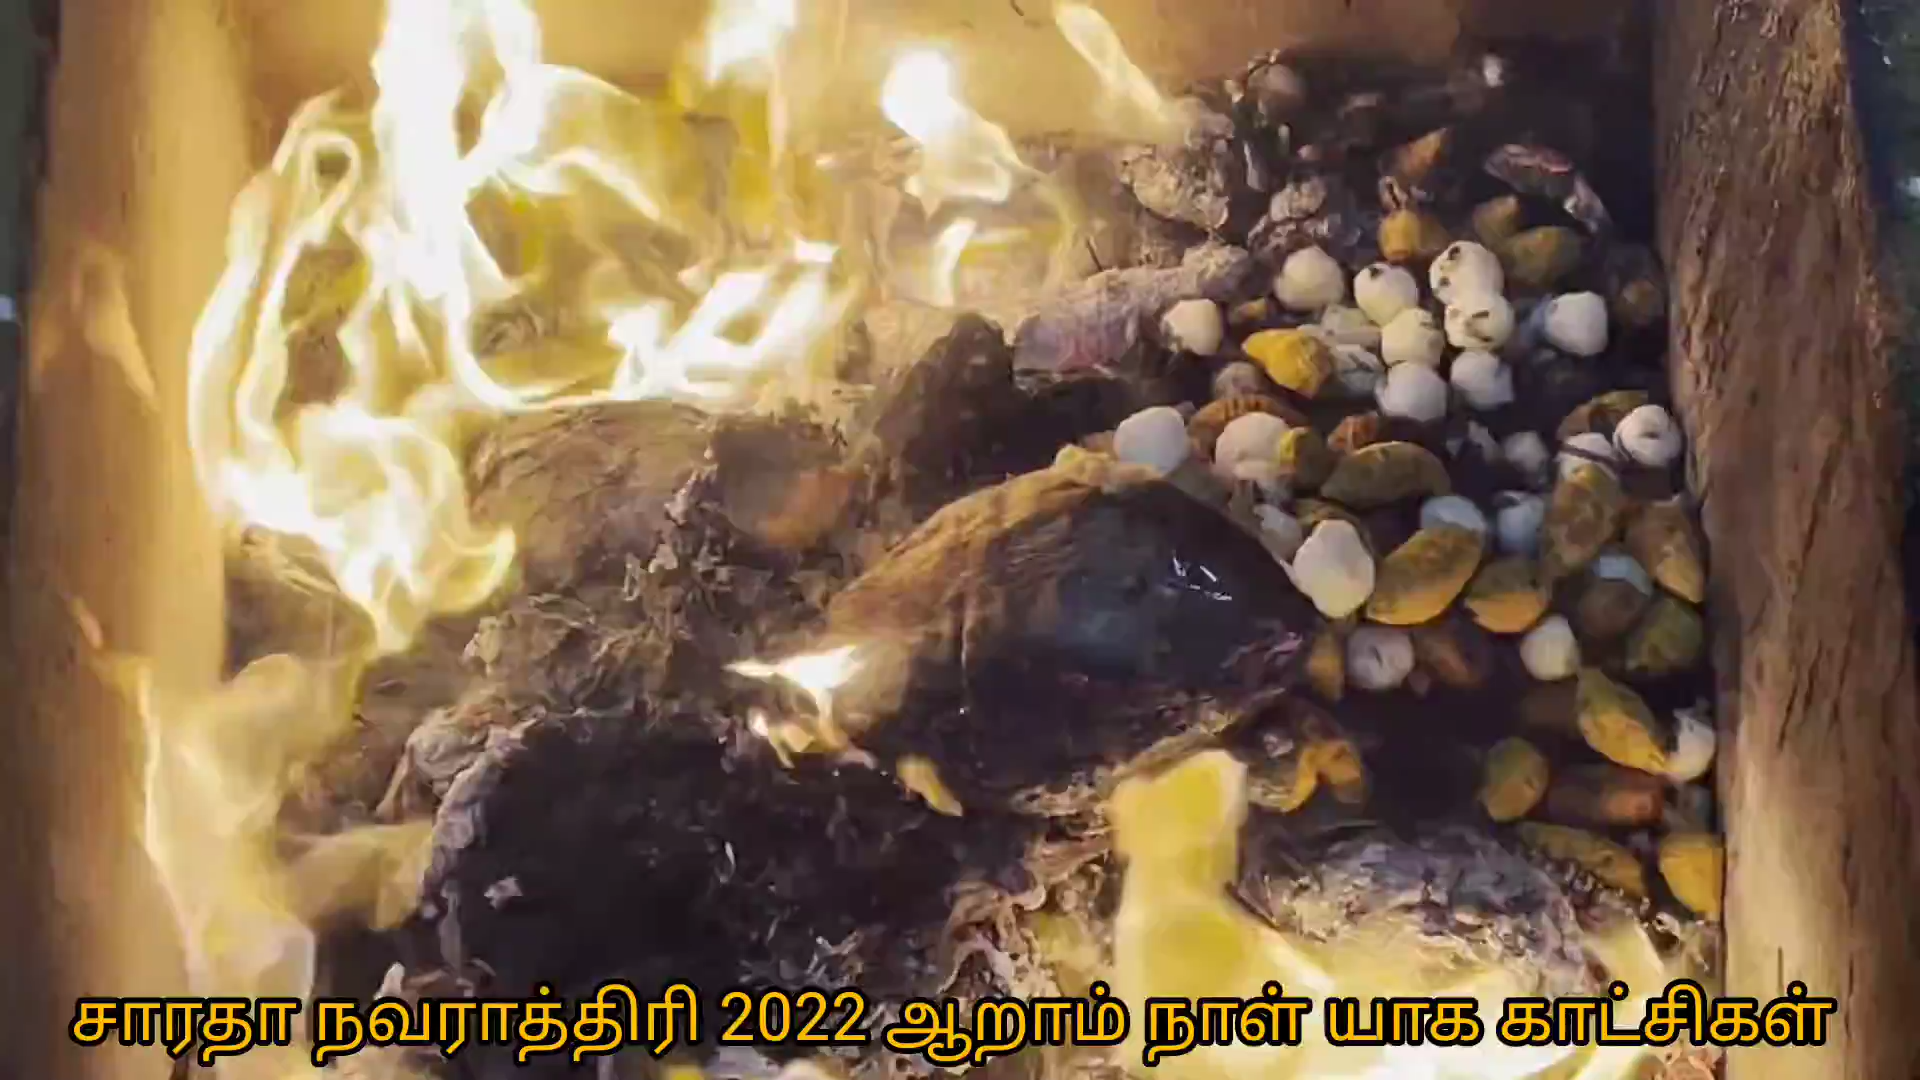 சாரதா நவராத்திரி 2022 ஆறாம் நாள் யாக காட்சிகள்